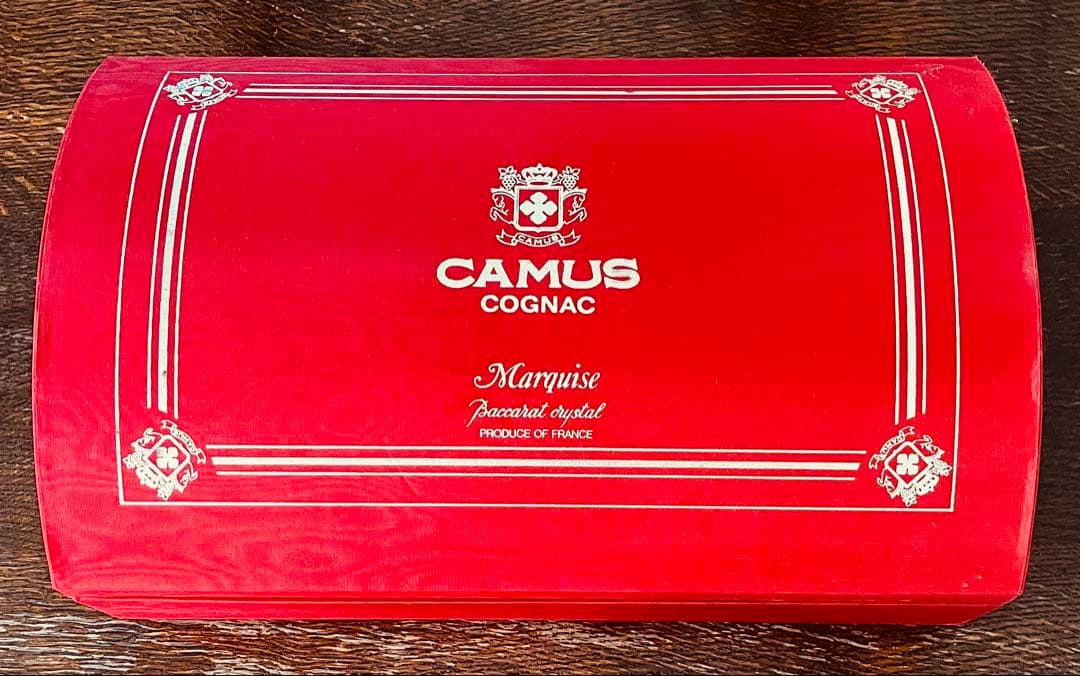 CAMUS
CAMUS
COGNAC
Marquise
Baccarat crystal
PRODUCE OF FRANCE